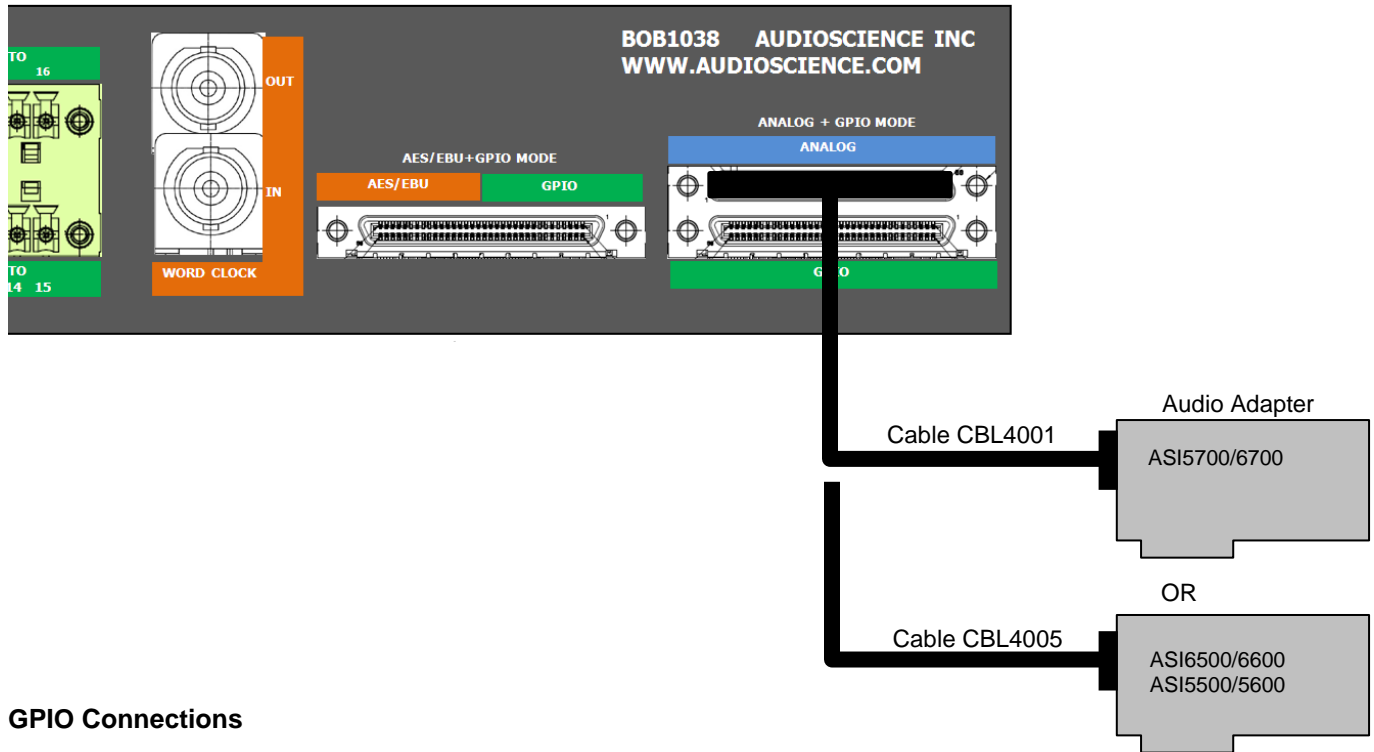 BOB1038 AUDIOSCIENCE INC
WWW.AUDIOSCIENCE.COM
TO
16
OUT
IN
WORD CLOCK
TO
14 15
AES/EBU+GPIO MODE
AES/EBU GPIO
ANALOG + GPIO MODE
ANALOG
Audio Adapter
Cable CBL4001
ASI5700/6700
OR
Cable CBL4005
ASI6500/6600
ASI5500/5600
GPIO Connections